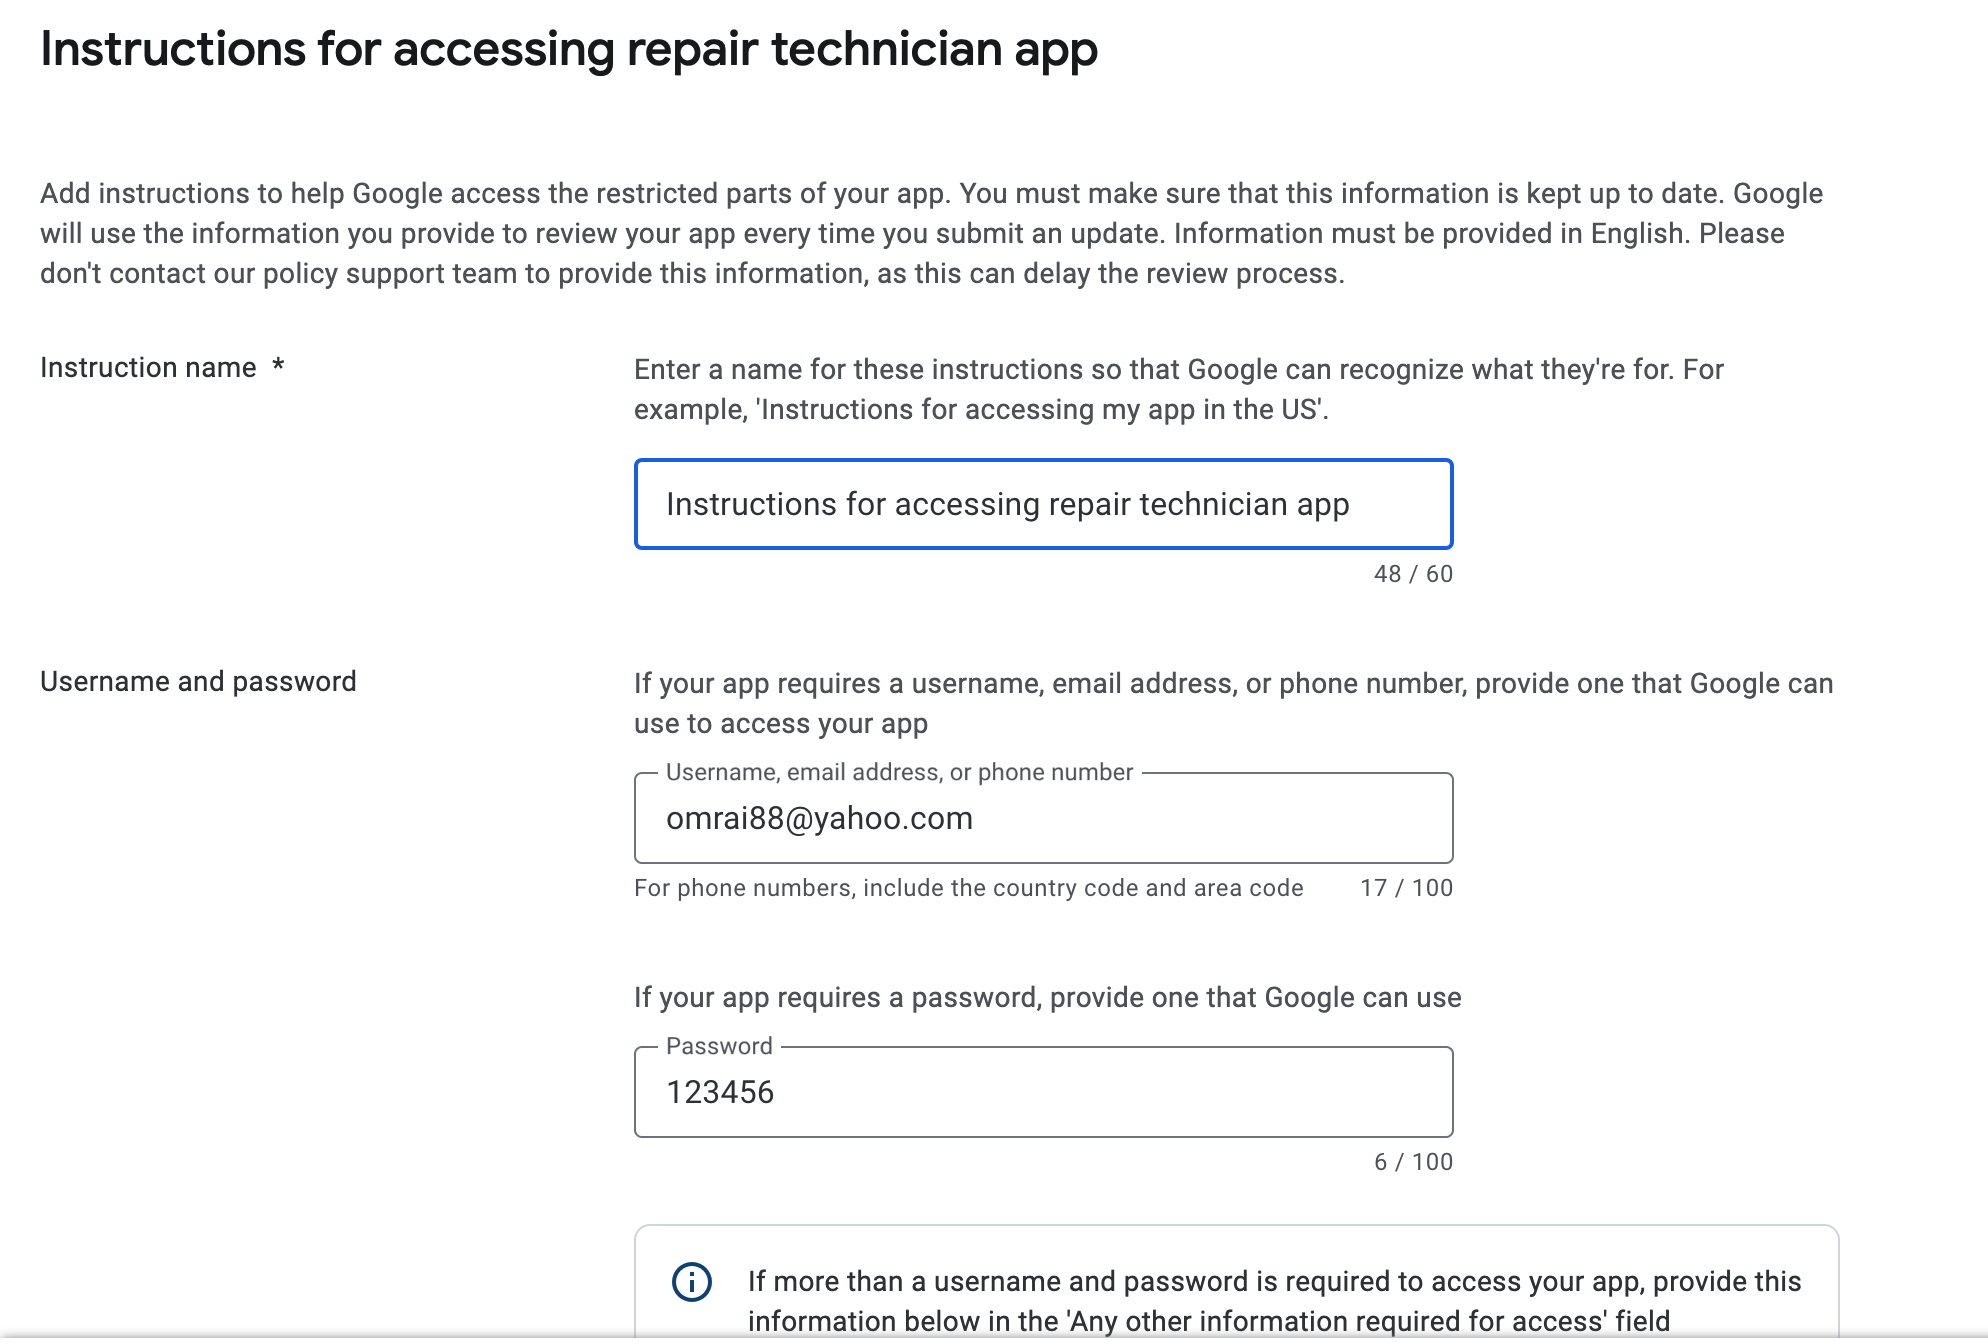 Instructions for accessing repair technician app
Add instructions to help Google access the restricted parts of your app. You must make sure that this information is kept up to date. Google
will use the information you provide to review your app every time you submit an update. Information must be provided in English. Please
don't contact our policy support team to provide this information, as this can delay the review process.
Instruction name *
Enter a name for these instructions so that Google can recognize what they're for. For
example, 'Instructions for accessing my app in the US'.
Instructions for accessing repair technician app
48 / 60
Username and password
If your app requires a username, email address, or phone number, provide one that Google can
use to access your app
Username, email address, or phone number
omrai88@yahoo.com
For phone numbers, include the country code and area code 17 / 100
If your app requires a password, provide one that Google can use
Password
123456
6 / 100
If more than a username and password is required to access your app, provide this
information below in the 'Any other information required for access' field